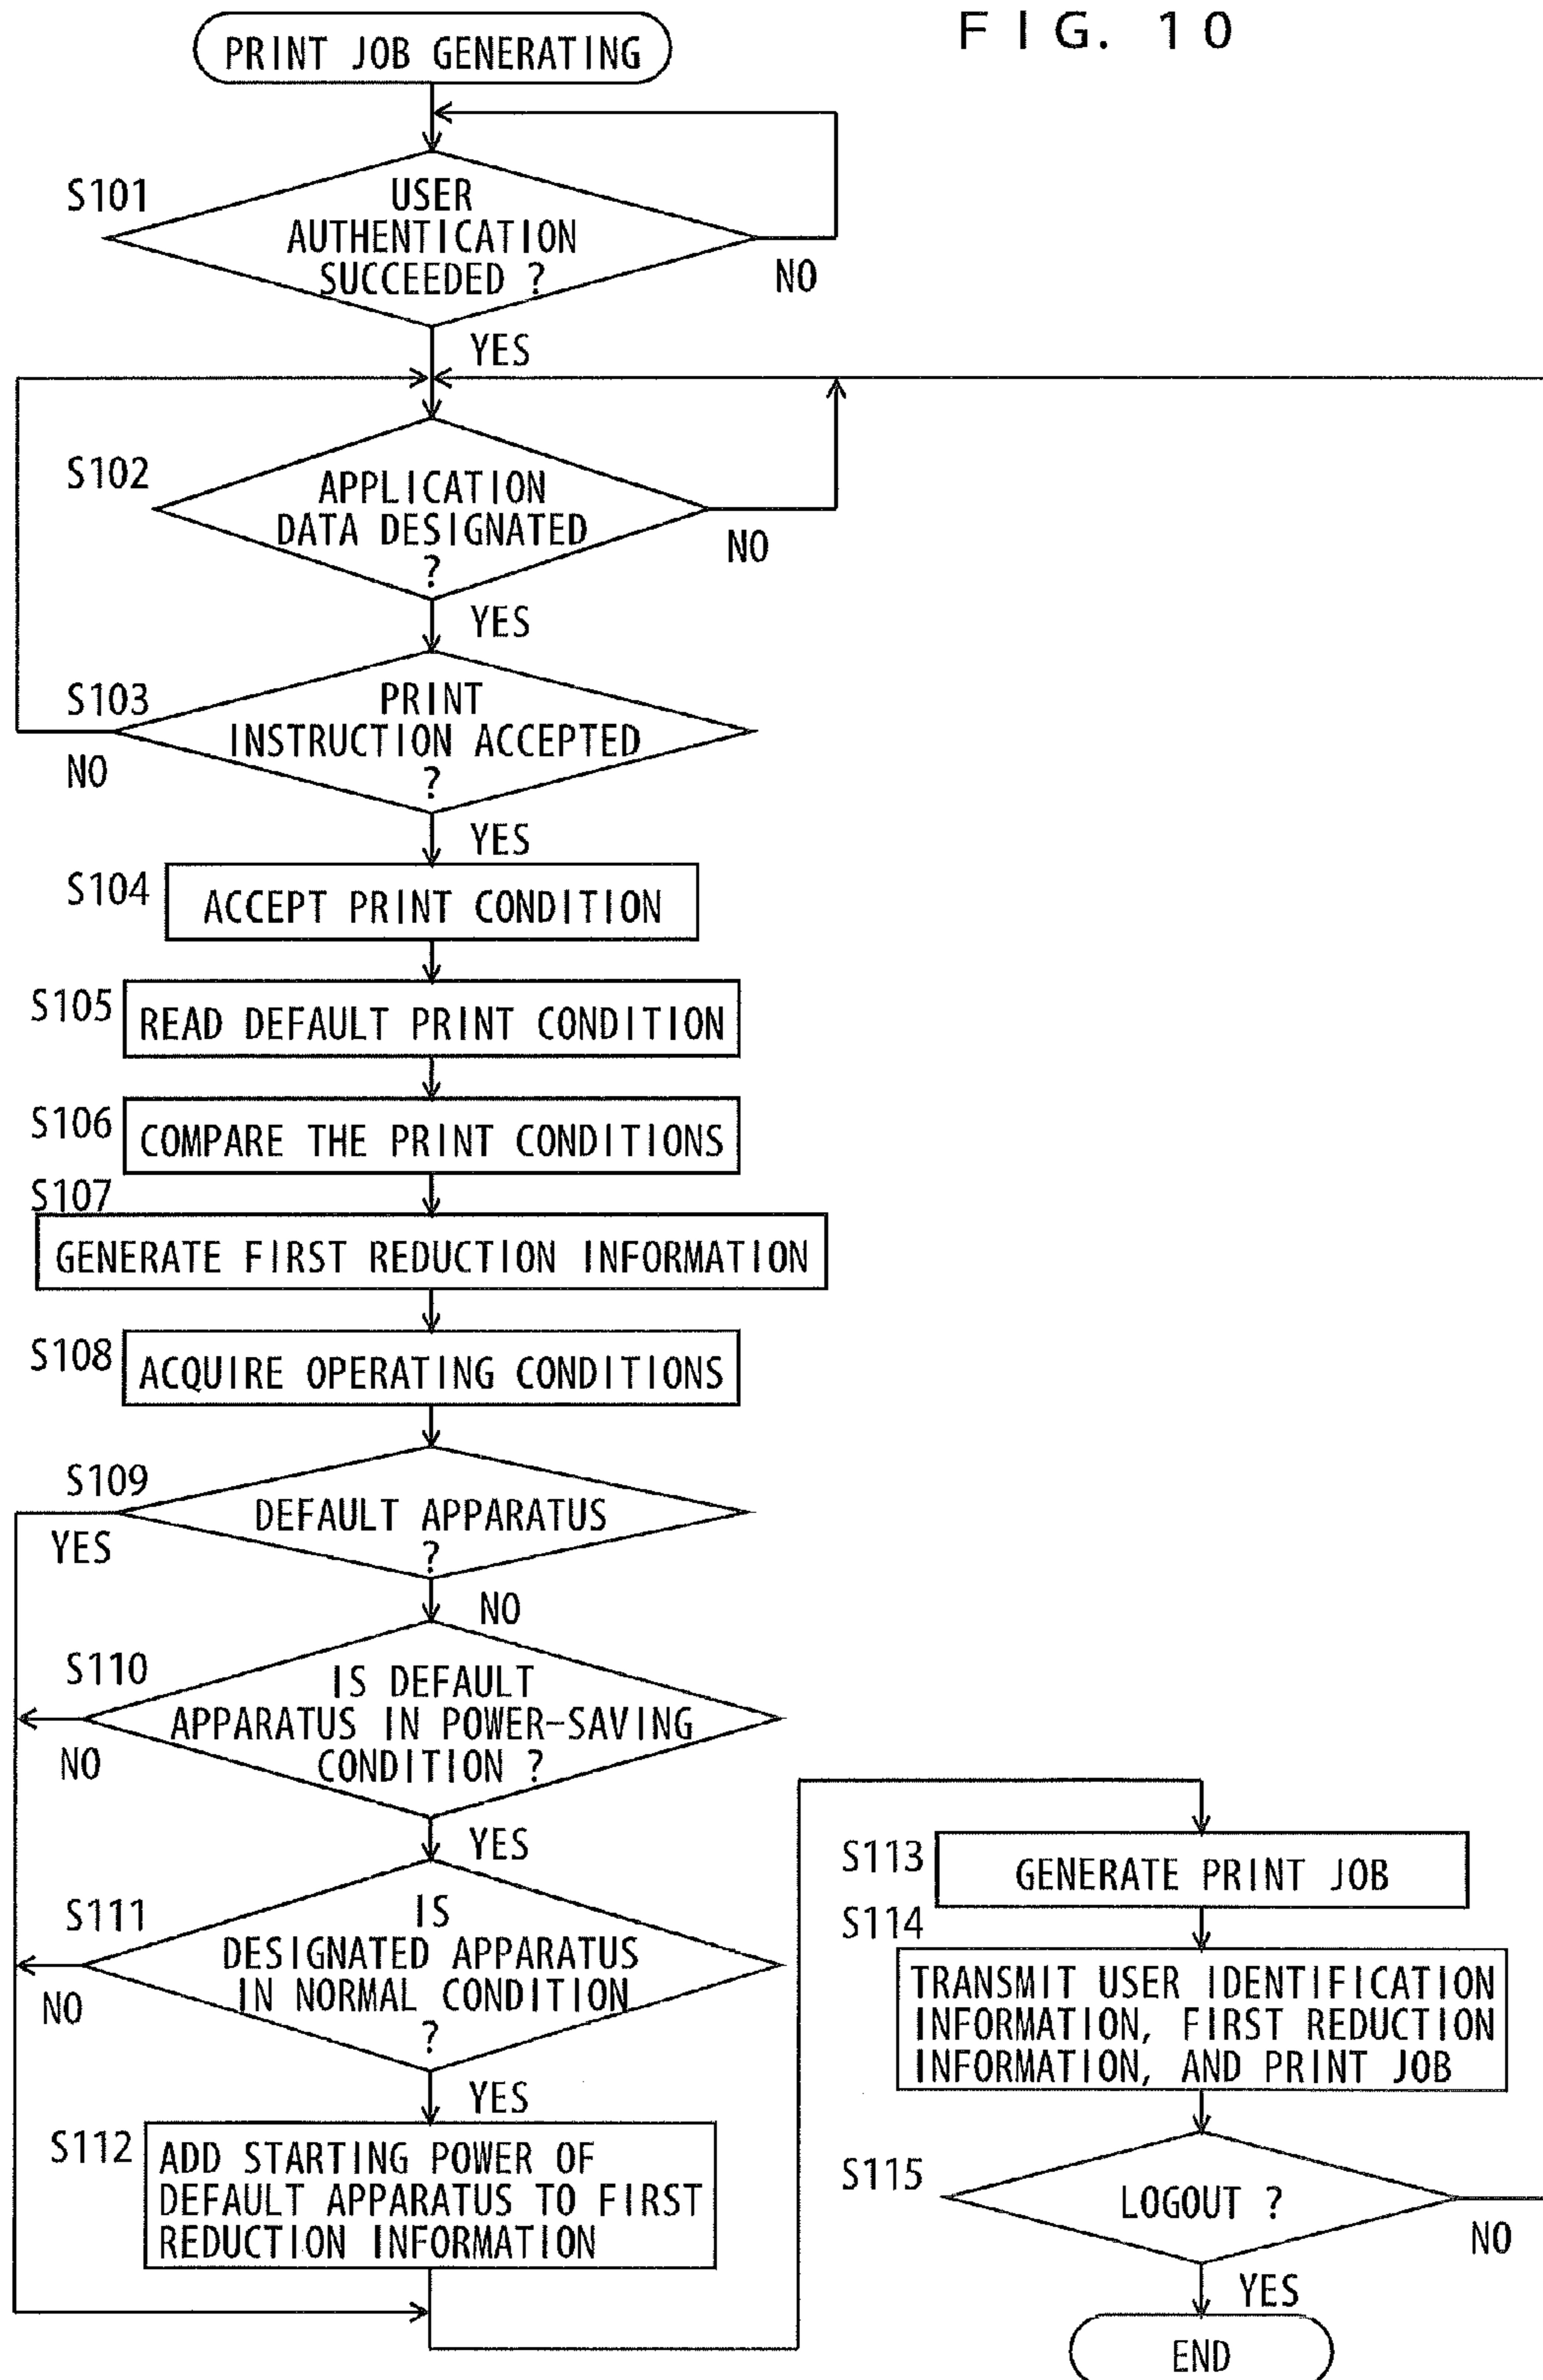 FIG. 10
PRINT JOB GENERATING
S101
USER
AUTHENTICATION
SUCCEEDED ?
NO
YES
S102
APPLICATION
DATA DESIGNATED
?
NO
YES
S103
PRINT
INSTRUCTION ACCEPTED
?
NO
YES
S104
ACCEPT PRINT CONDITION
S105
READ DEFAULT PRINT CONDITION
S106
COMPARE THE PRINT CONDITIONS
S107
GENERATE FIRST REDUCTION INFORMATION
S108
ACQUIRE OPERATING CONDITIONS
S109
DEFAULT APPARATUS
?
YES
NO
S110
IS DEFAULT
APPARATUS IN POWER-SAVING
CONDITION ?
NO
YES
S111
IS
DESIGNATED APPARATUS
IN NORMAL CONDITION
?
NO
YES
S112
ADD STARTING POWER OF
DEFAULT APPARATUS TO FIRST
REDUCTION INFORMATION
S113
GENERATE PRINT JOB
S114
TRANSMIT USER IDENTIFICATION
INFORMATION, FIRST REDUCTION
INFORMATION, AND PRINT JOB
S115
LOGOUT ?
NO
YES
END